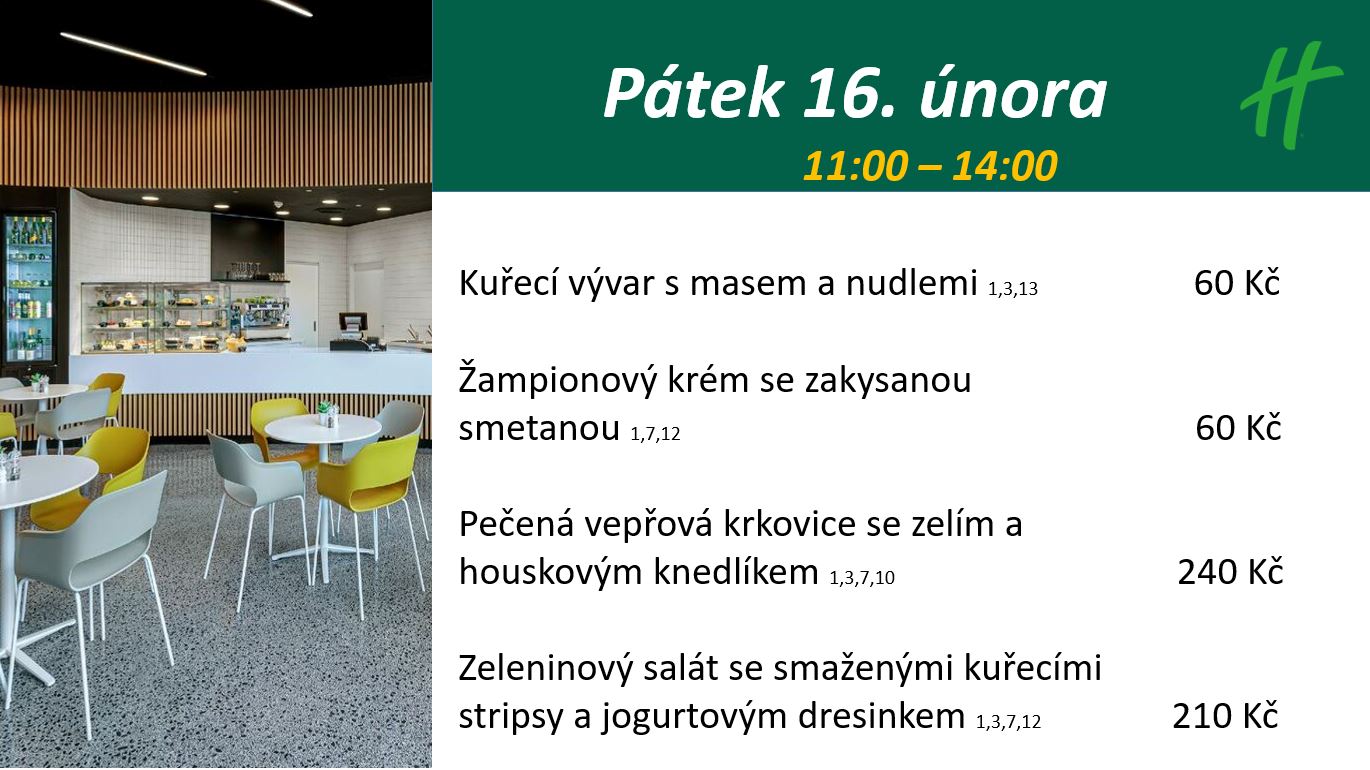 Pátek 16. února
11:00 – 14:00
Kuřecí vývar s masem a nudlemi 1,3,13 60 Kč
Žampionový krém se zakysanou
smetanou 1,7,12 60 Kč
Pečená vepřová krkovice se zelím a
houskovým knedlíkem 1,3,7,10 240 Kč
Zeleninový salát se smaženými kuřecími
stripsy a jogurtovým dresinkem 1,3,7,12 210 Kč